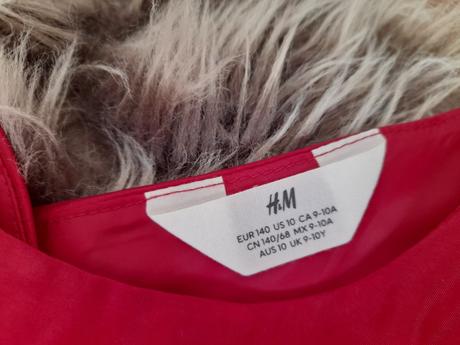 H&M
EUR 140 US 10 CA 9-10A
CN 140/68 MX 9-10A
AUS 10 UK 9-10Y